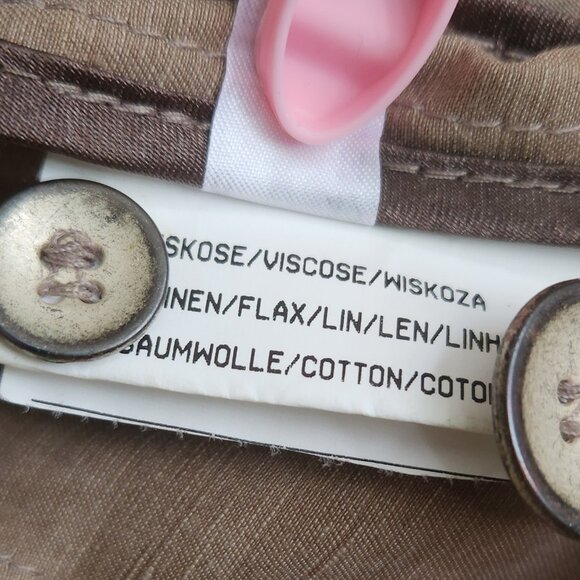 SKOSE/VISCOSE/WISKOZA
INEN/FLAX/LIN/LEN/LINH
BAUMWOLLE/COTTON/COTO